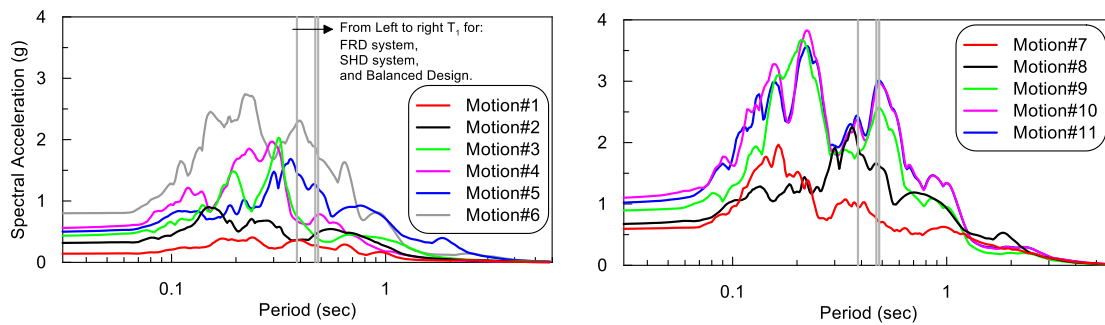 4
3
2
1
0
Spectral Acceleration (g)
From Left to right T1 for:
FRD system,
SHD system,
and Balanced Design.
Motion#1
Motion#2
Motion#3
Motion#4
Motion#5
Motion#6
0.1
1
Period (sec)
4
3
2
1
0
Motion#7
Motion#8
Motion#9
Motion#10
Motion#11
0.1
1
Period (sec)